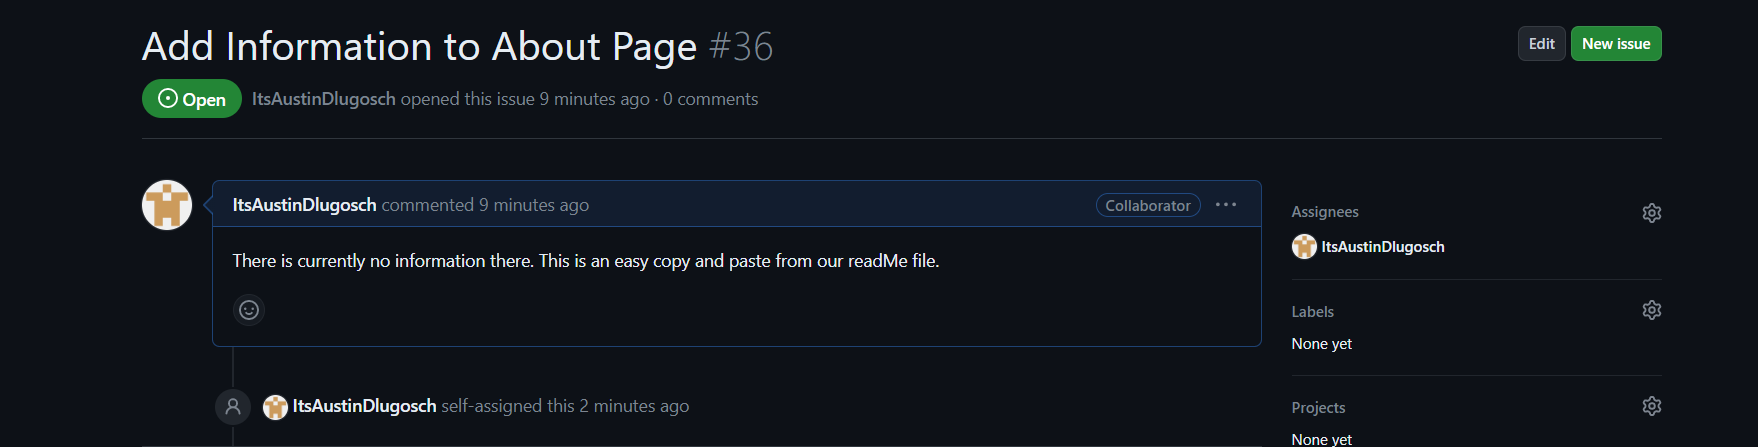 Add Information to About Page #36
Edit
New issue
Open
ItsAustinDlugosch opened this issue 9 minutes ago · 0 comments
ItsAustinDlugosch commented 9 minutes ago
Collaborator
There is currently no information there. This is an easy copy and paste from our readMe file.
ItsAustinDlugosch self-assigned this 2 minutes ago
Assignees
ItsAustinDlugosch
Labels
None yet
Projects
None yet